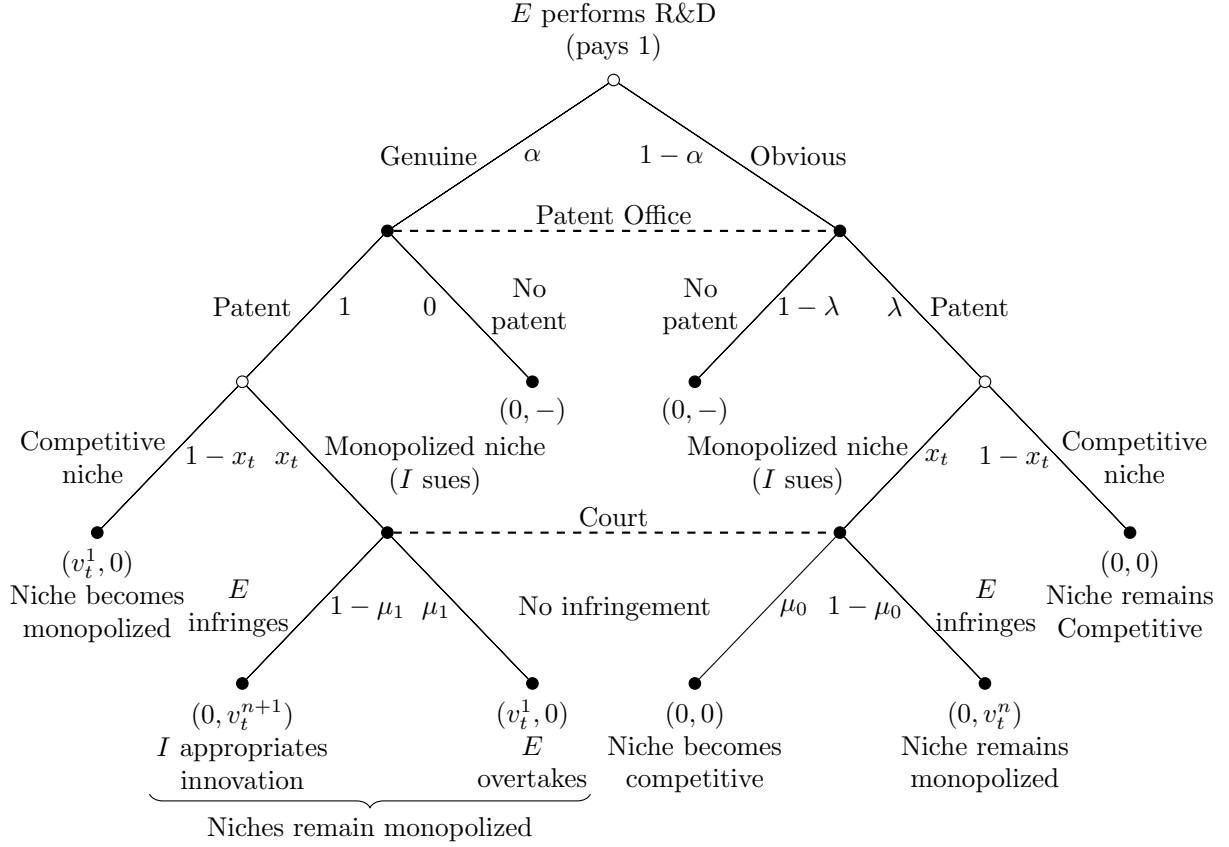 E performs R&D
(pays 1)
Genuine
α
1 − α
Obvious
Patent Office
Patent
1
0
No
patent
No
patent
1 − λ
λ
Patent
(0, −)
(0, −)
Competitive
niche
1 − x_t
x_t
Monopolized niche
(I sues)
Monopolized niche
(I sues)
x_t
1 − x_t
Competitive
niche
Court
(v_t^1, 0)
Niche becomes
monopolized
E
infringes
1 − μ_1
μ_1
No infringement
μ_0
1 − μ_0
E
infringes
(0, 0)
Niche remains
Competitive
(0, v_t^{n+1})
I appropriates
innovation
(v_t^1, 0)
E
overtakes
(0, 0)
Niche becomes
competitive
(0, v_t^n)
Niche remains
monopolized
Niches remain monopolized